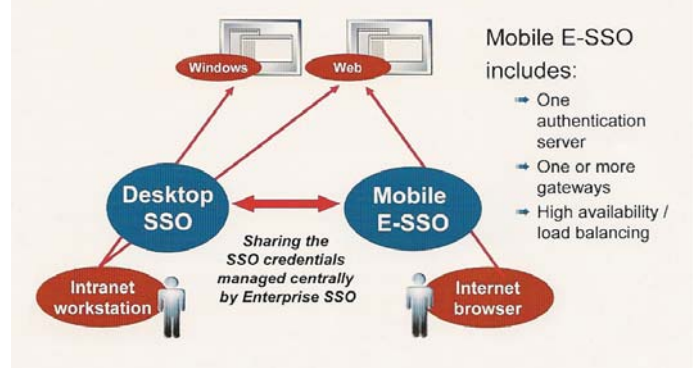 Windows
Web
Mobile E-SSO
includes:
One
authentication
server
One or more
gateways
High availability /
load balancing
Desktop
SSO
Mobile
E-SSO
Sharing the
SSO credentials
managed centrally
by Enterprise SSO
Intranet
workstation
Internet
browser